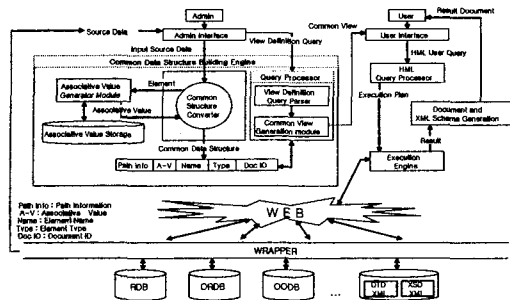 Admin
User
Result Document
Source Data
Admin Interface
Common View
User Interface
Input Source Data
View Definition Query
HML User Query
Common Data Structure Building Engine
Element
Query Processor
HML
Query Processor
Associative Value
Generator Module
Common
Structure
Converter
View Definition
Query Parser
Execution Plan
Associative Value
Common View
Generation module
Document and
XML Schema Generation
Associative Value Storage
Common Data Structure
Result
Path Info
A-V
Name
Type
Doc ID
Execution
Engine
Path Info : Path Information
A-V : Associative Value
Name : Element Name
Type : Element Type
Doc ID : Document ID
WEB
WRAPPER
RDB
ORDB
OODB
...
DTD
XML
XSD
XML